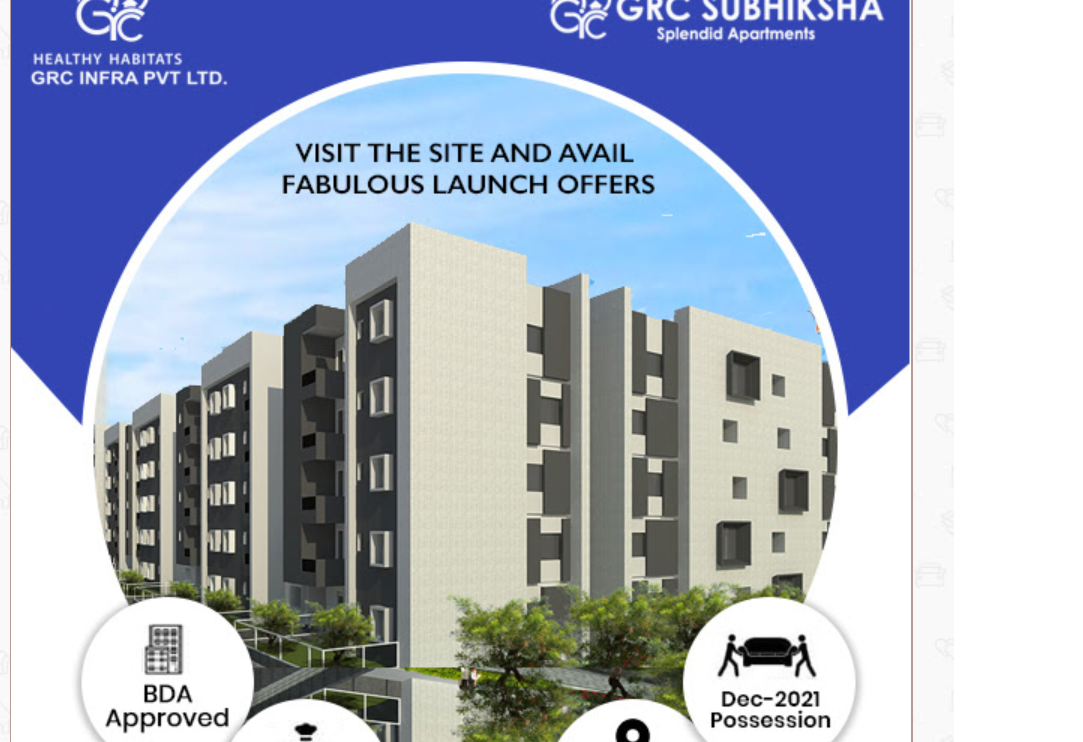 HEALTHY HABITATS
GRC INFRA PVT LTD.
GRC SUBHIKSHA
Splendid Apartments
VISIT THE SITE AND AVAIL
FABULOUS LAUNCH OFFERS
BDA
Approved
Dec-2021
Possession